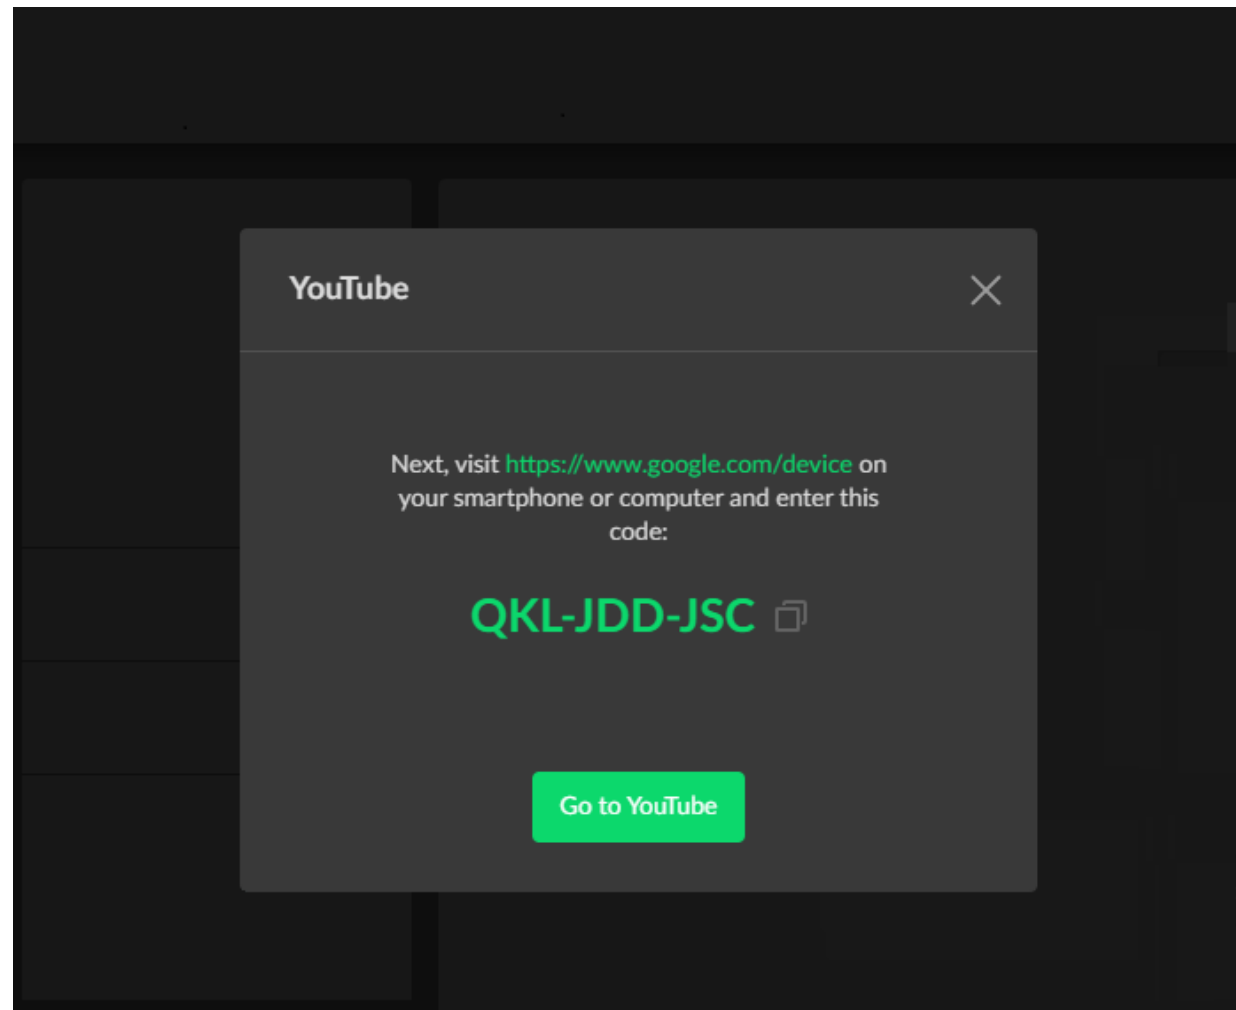 YouTube
Next, visit https://www.google.com/device on
your smartphone or computer and enter this
code:
QKL-JDD-JSC
Go to YouTube